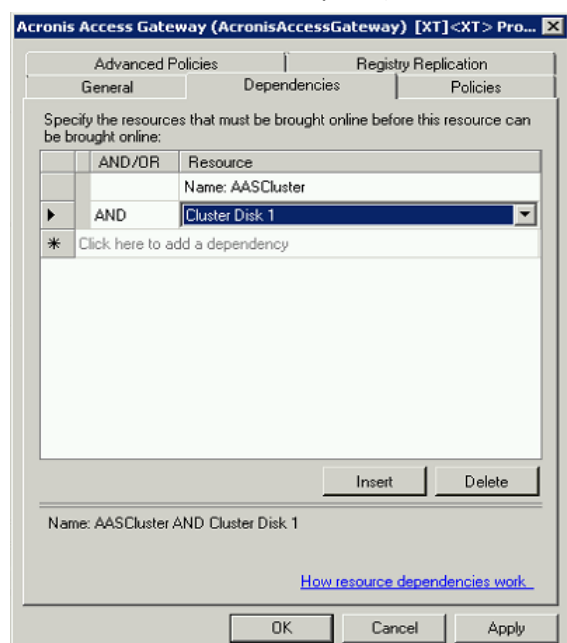 Acronis Access Gateway (AcronisAccessGateway) [XT]<XT> Pro...
Advanced Policies Registry Replication
General Dependencies Policies
Specify the resources that must be brought online before this resource can
be brought online:
AND/OR Resource
Name: AASCluster
AND Cluster Disk 1
Click here to add a dependency
Insert Delete
Name: AASCluster AND Cluster Disk 1
How resource dependencies work
OK Cancel Apply